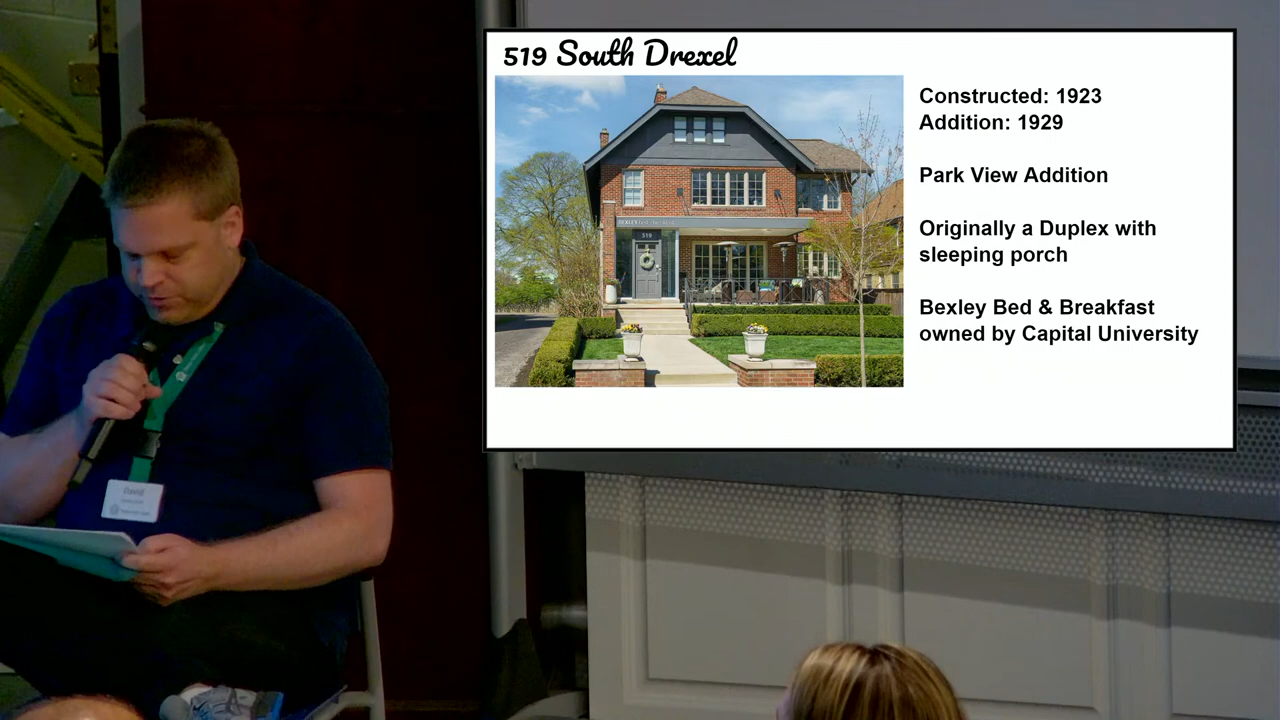 519 South Drexel
Constructed: 1923
Addition: 1929
Park View Addition
Originally a Duplex with
sleeping porch
Bexley Bed & Breakfast
owned by Capital University
BEXLEY
519
David